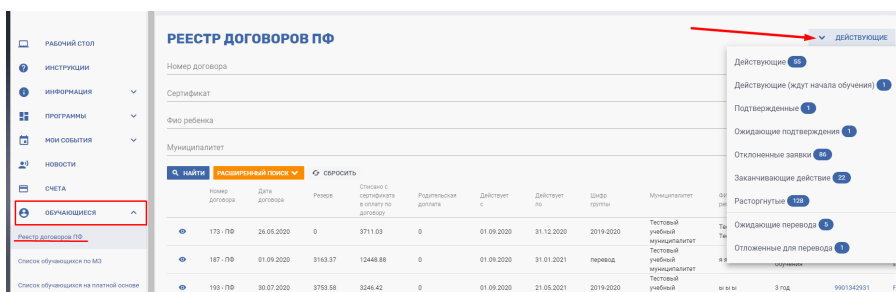 РАБОЧИЙ СТОЛ
ИНСТРУКЦИИ
ИНФОРМАЦИЯ
ПРОГРАММЫ
МОИ СОБЫТИЯ
НОВОСТИ
СЧЕТА
ОБУЧАЮЩИЕСЯ
Реестр договоров ПФ
Список обучающихся по МЗ
Список обучающихся на платной основе
РЕЕСТР ДОГОВОРОВ ПФ
ДЕЙСТВУЮЩИЕ
Номер договора
Сертификат
Фио ребенка
Муниципалитет
Действующие 55
Действующие (ждут начала обучения) 1
Подтвержденные 1
Ожидающие подтверждения 1
Отклоненные заявки 86
Заканчивающие действие 22
Расторгнутые 128
Ожидающие перевода 5
Отложенные для перевода 1
НАЙТИ РАСШИРЕННЫЙ ПОИСК СБРОСИТЬ
Номер договора Дата договора Резерв Списано с сертификата в оплату по договору Родительская доплата Действует с Действует по Шифр группы Муниципалитет
173 - ПФ 26.05.2020 0 3711.03 0 01.09.2020 31.12.2020 2019-2020 Тестовый учебный муниципалитет
187 - ПФ 01.09.2020 3163.37 12448.88 0 01.09.2020 31.01.2021 перевод Тестовый учебный муниципалитет
193 - ПФ 30.07.2020 3753.58 3246.42 0 01.09.2020 21.05.2021 2019-2020 Тестовый учебный ы ы ы 3 год 9901342931